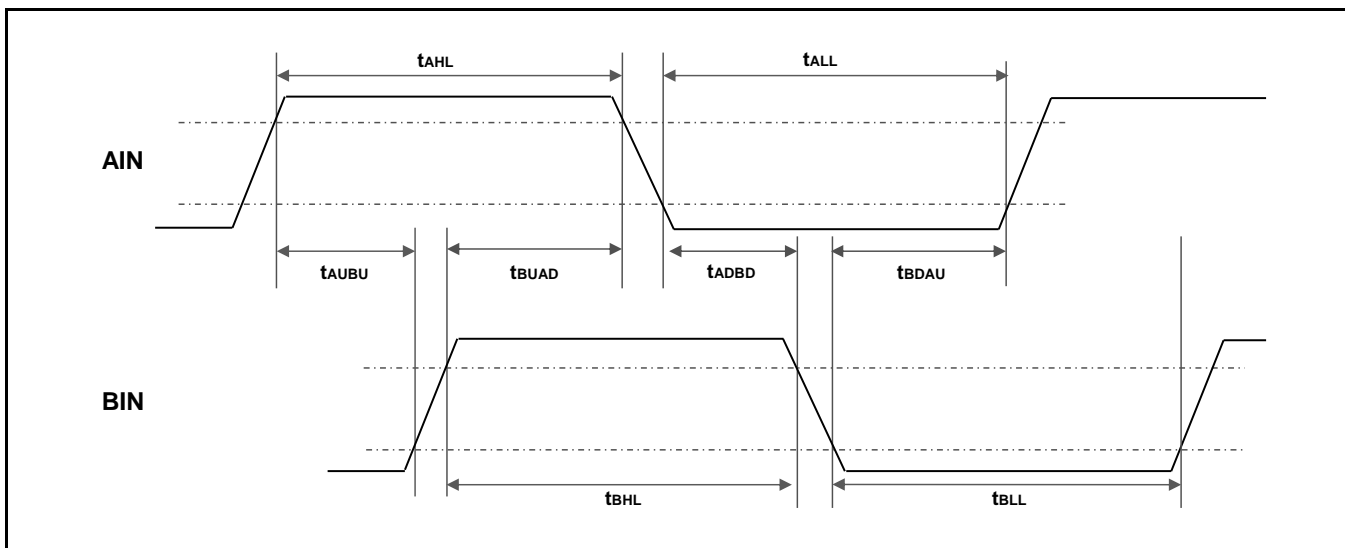 tAHL
tALL
AIN
tAUBU
tBUAD
tADBD
tBDAU
BIN
tBHL
tBLL